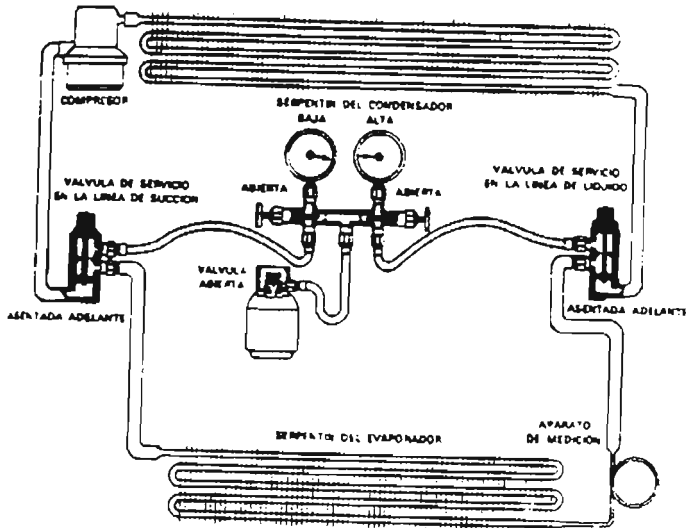 COMPRESOR
SERPENTIN DEL CONDENSADOR
BAJA
ALTA
VALVULA DE SERVICIO
EN LA LINEA DE SUCCION
ABIERTA
ABIERTA
VALVULA DE SERVICIO
EN LA LINEA DE LIQUIDO
VALVULA
ABIERTA
ASENTADA ADELANTE
ASENTADA ADELANTE
SERPENTIN DEL EVAPORADOR
APARATO
DE MEDICION